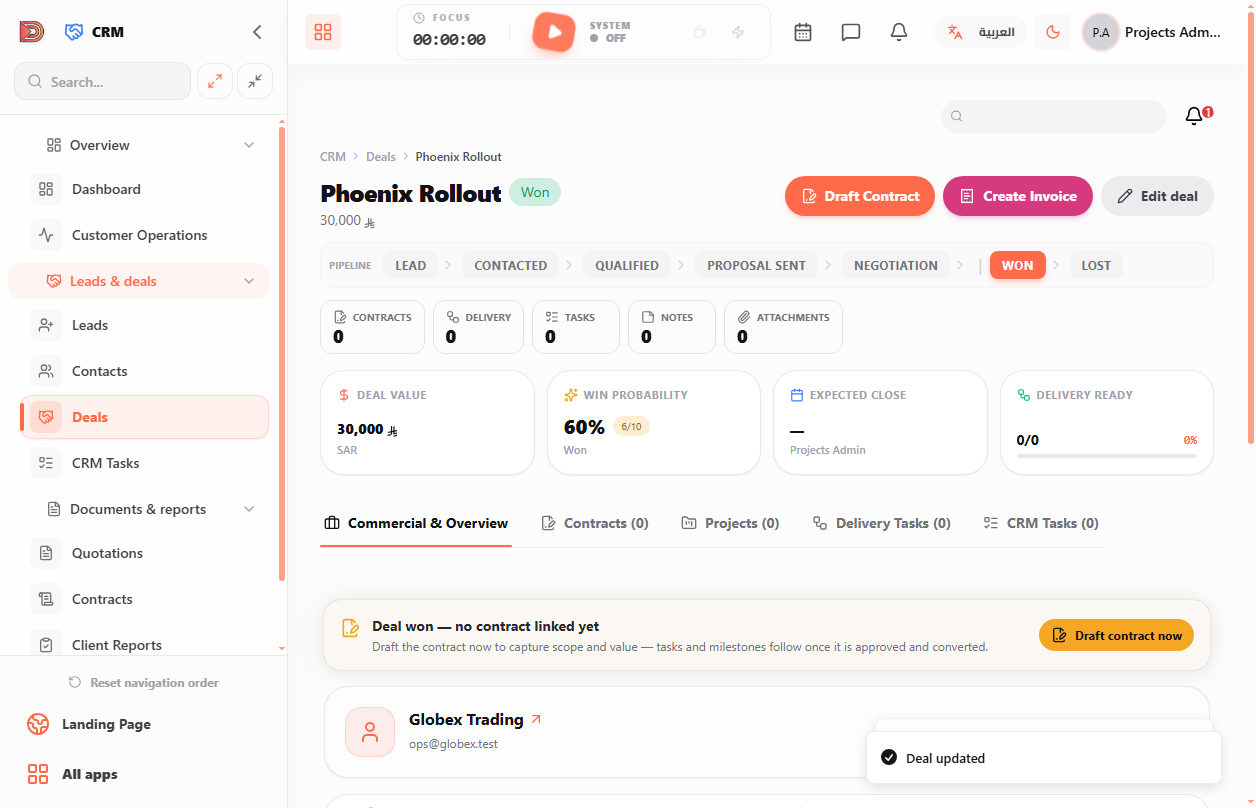 CRM
Search...
Overview
Dashboard
Customer Operations
Leads & deals
Leads
Contacts
Deals
CRM Tasks
Documents & reports
Quotations
Contracts
Client Reports
Reset navigation order
Landing Page
All apps
FOCUS
00:00:00
SYSTEM
OFF
العربية
P.A
Projects Adm...
1
CRM > Deals > Phoenix Rollout
Phoenix Rollout
Won
30,000
Draft Contract
Create Invoice
Edit deal
PIPELINE
LEAD
CONTACTED
QUALIFIED
PROPOSAL SENT
NEGOTIATION
WON
LOST
CONTRACTS
0
DELIVERY
0
TASKS
0
NOTES
0
ATTACHMENTS
0
DEAL VALUE
30,000
SAR
WIN PROBABILITY
60%
6/10
Won
EXPECTED CLOSE
—
Projects Admin
DELIVERY READY
0/0
0%
Commercial & Overview
Contracts (0)
Projects (0)
Delivery Tasks (0)
CRM Tasks (0)
Deal won — no contract linked yet
Draft the contract now to capture scope and value — tasks and milestones follow once it is approved and converted.
Draft contract now
Globex Trading
ops@globex.test
Deal updated